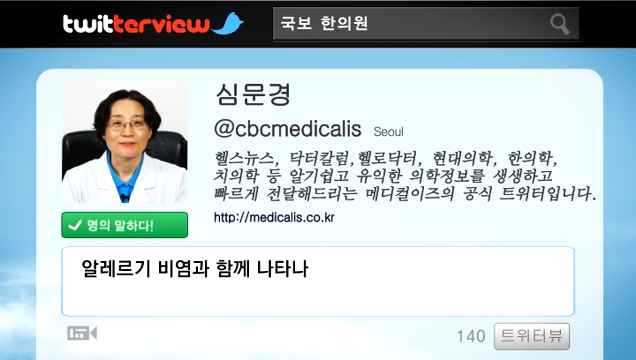 twitterview
국보 한의원
심문경
@cbcmedicalis Seoul
헬스뉴스, 닥터칼럼,헬로닥터, 현대의학, 한의학,
치의학 등 알기쉽고 유익한 의학정보를 생생하고
빠르게 전달해드리는 메디컬이즈의 공식 트위터입니다.
http://medicalis.co.kr
명의 말하다!
알레르기 비염과 함께 나타나
140 트위터뷰